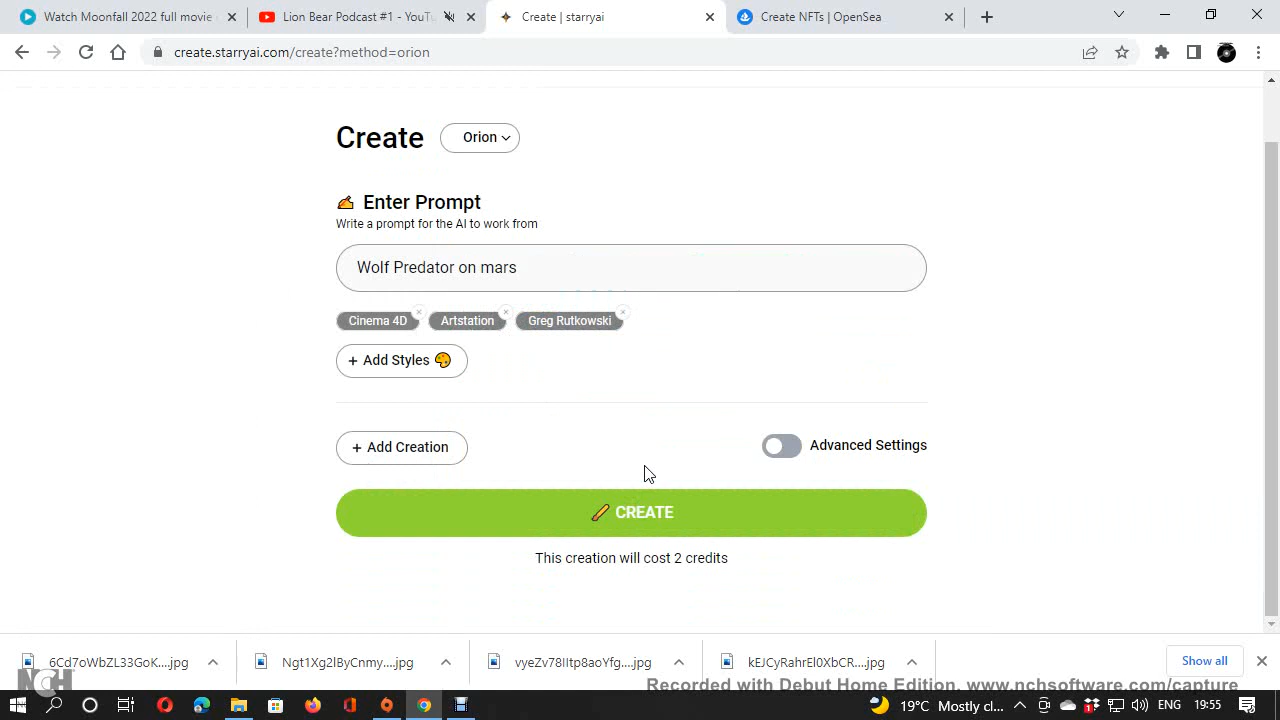 Watch Moonfall 2022 full movie
Lion Bear Podcast #1 - YouTu
Create | starryai
Create NFTs | OpenSea
create.starryai.com/create?method=orion
Create
Orion
Enter Prompt
Write a prompt for the AI to work from
Wolf Predator on mars
Cinema 4D
Artstation
Greg Rutkowski
+ Add Styles
+ Add Creation
Advanced Settings
CREATE
This creation will cost 2 credits
6Cd7oWbZL33GoK....jpg
Ngt1Xg2lByCnmy....jpg
vyeZv78IItp8aoYfg....jpg
kEJCyRahrEl0XbCR....jpg
Show all
NCH
Recorded with Debut Home Edition. www.nchsoftware.com/capture
19°C Mostly cl...
ENG
19:55